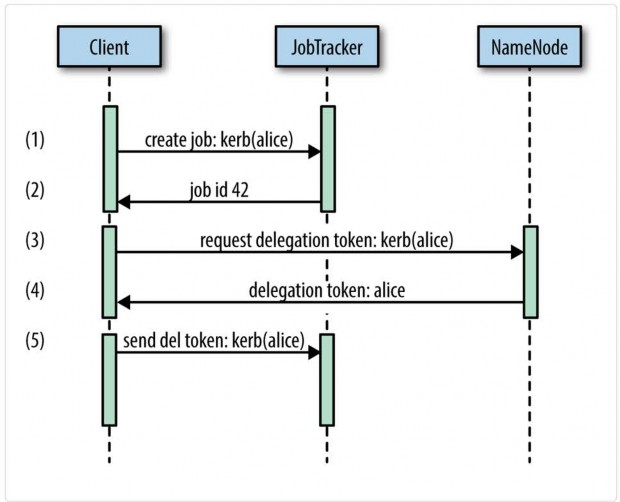 Client
JobTracker
NameNode
(1)
create job: kerb(alice)
(2)
job id 42
(3)
request delegation token: kerb(alice)
(4)
delegation token: alice
(5)
send del token: kerb(alice)